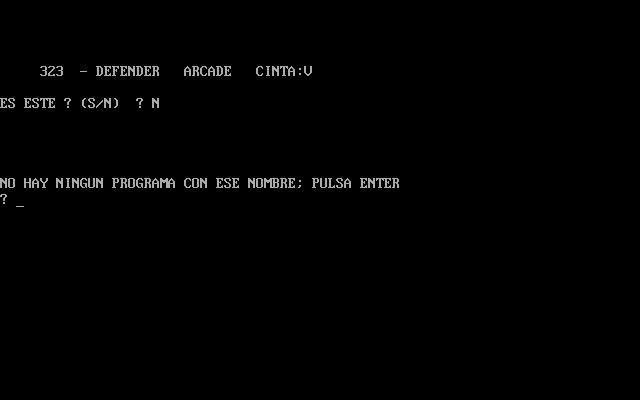 323 - DEFENDER ARCADE CINTA:V
ES ESTE ? (S/N) ? N
NO HAY NINGUN PROGRAMA CON ESE NOMBRE; PULSA ENTER
? _